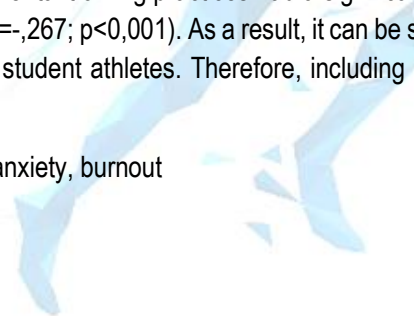 =-,267; p<0,001). As a result, it can be s
student athletes. Therefore, including
anxiety, burnout